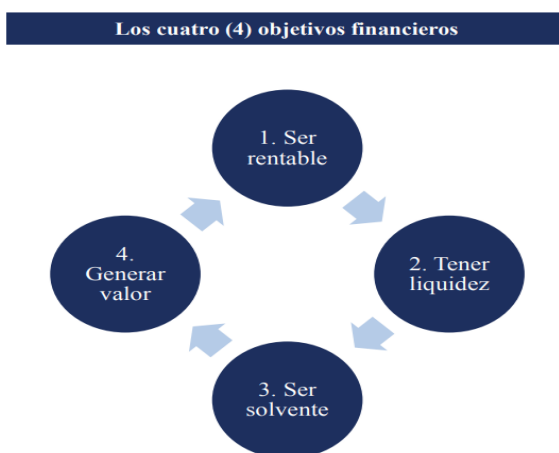 Los cuatro (4) objetivos financieros
1. Ser
rentable
2. Tener
liquidez
3. Ser
solvente
4.
Generar
valor